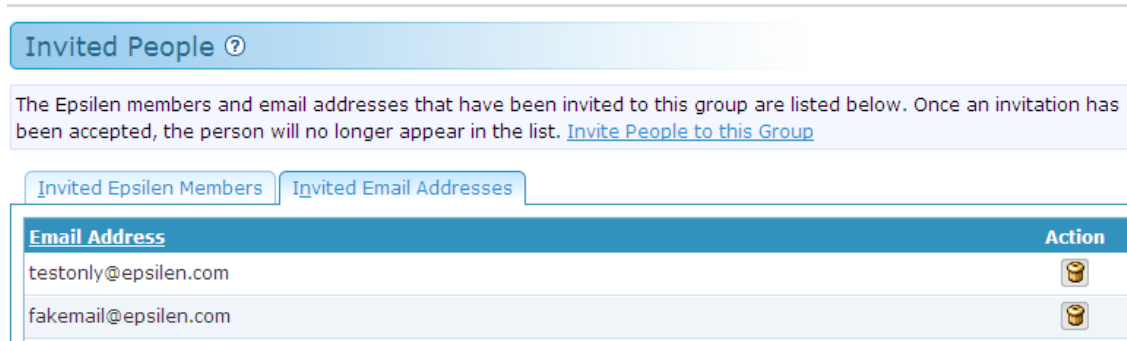 Invited People ?
The Epsilen members and email addresses that have been invited to this group are listed below. Once an invitation has
been accepted, the person will no longer appear in the list. Invite People to this Group
Invited Epsilen Members Invited Email Addresses
Email Address Action
testonly@epsilen.com
fakemail@epsilen.com